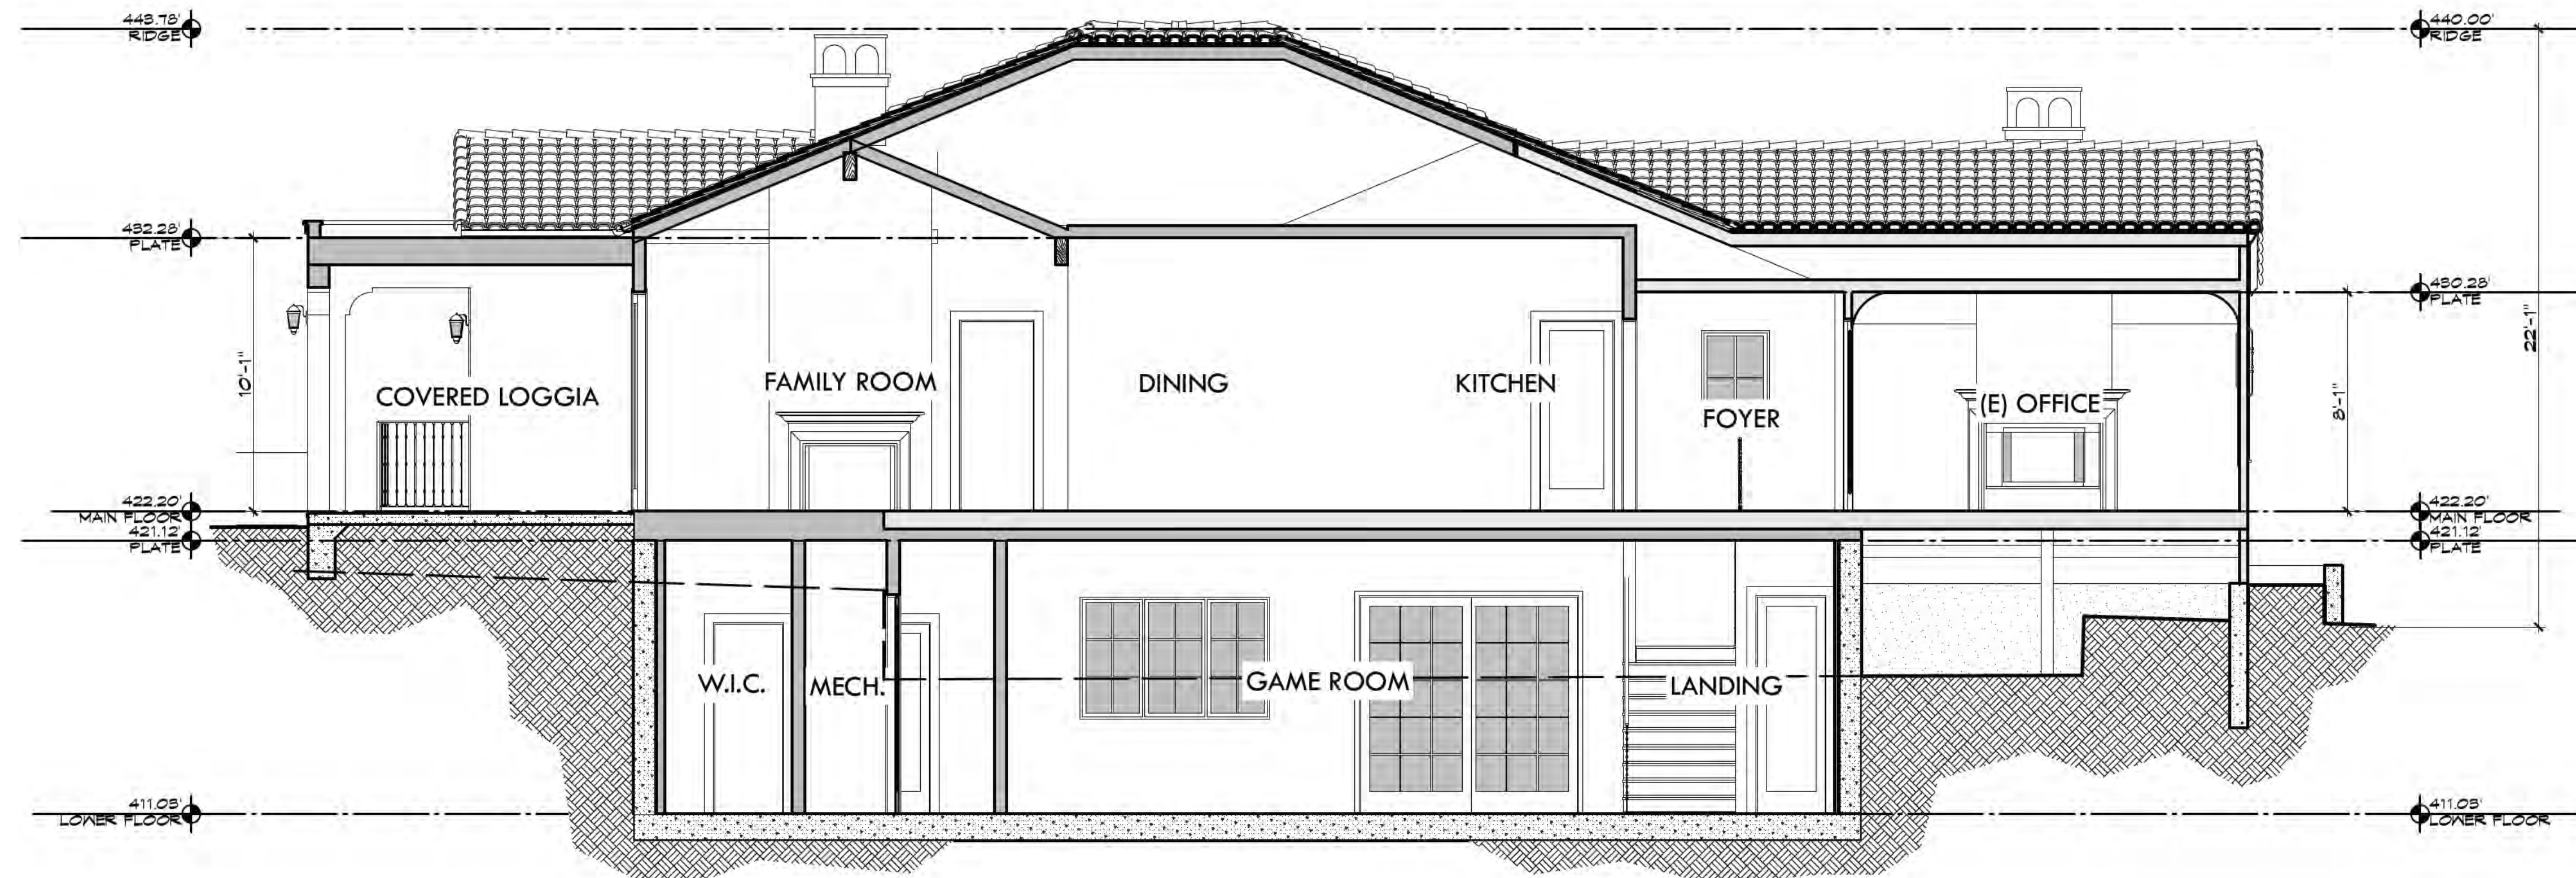 443.78'
RIDGE
440.00'
RIDGE
432.28'
PLATE
430.28'
PLATE
22'-1"
10'-1"
8'-1"
COVERED LOGGIA
FAMILY ROOM
DINING
KITCHEN
FOYER
(E) OFFICE
422.20'
MAIN FLOOR
421.12'
PLATE
422.20'
MAIN FLOOR
421.12'
PLATE
W.I.C.
MECH.
GAME ROOM
LANDING
411.03'
LOWER FLOOR
411.03'
LOWER FLOOR